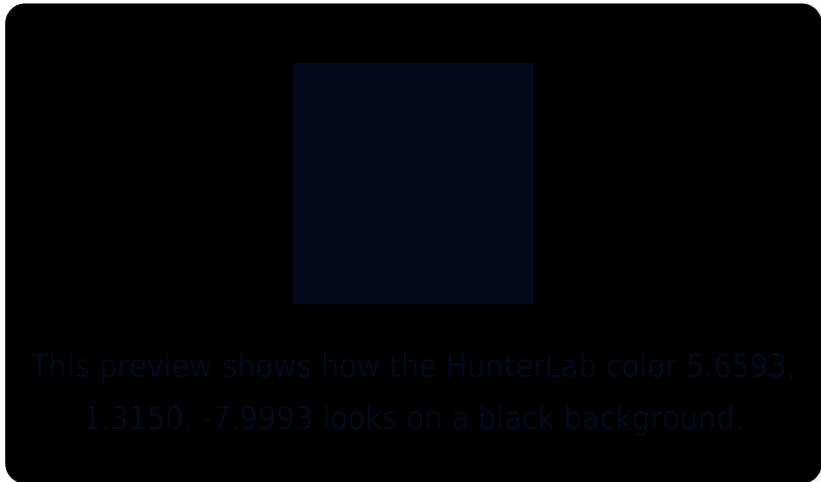 This preview shows how the HunterLab color 5.6593,
1.3150, -7.9993 looks on a black background.